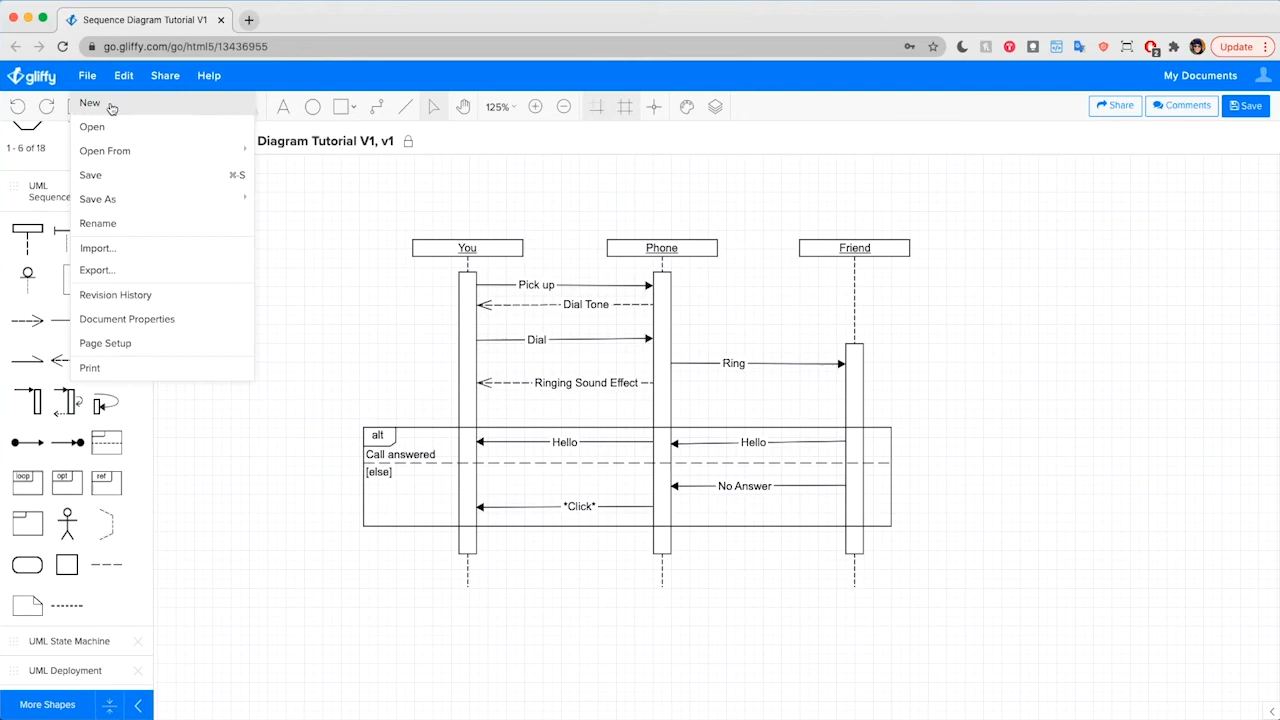 Sequence Diagram Tutorial V1
go.gliffy.com/go/html5/13436955
2
Update
gliffy
File
Edit
Share
Help
My Documents
125%
Share
Comments
Save
New
Open
Open From
Save ⌘-S
Save As
Rename
Import...
Export...
Revision History
Document Properties
Page Setup
Print
Diagram Tutorial V1, v1
1 - 6 of 18
UML
Sequence
loop
opt
ref
UML State Machine
UML Deployment
More Shapes
You
Phone
Friend
Pick up
Dial Tone
Dial
Ring
Ringing Sound Effect
alt
Hello
Hello
Call answered
[else]
No Answer
*Click*